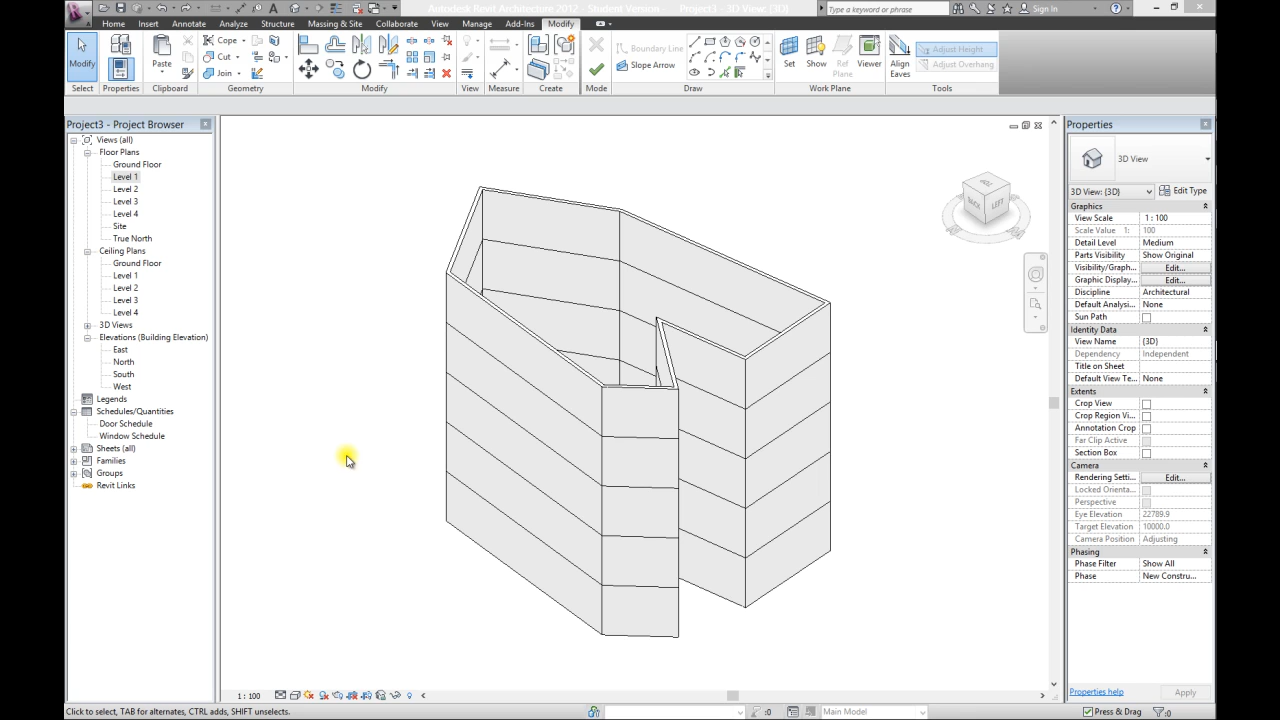 Autodesk Revit Architecture 2012 - Student Version    Project3 - 3D View: {3D}
Type a keyword or phrase
Sign In
Home Insert Annotate Analyze Structure Massing & Site Collaborate View Manage Add-Ins Modify
Modify
Properties
Paste
Cope
Cut
Join
Boundary Line
Slope Arrow
Set
Show
Ref Plane
Viewer
Align Eaves
Adjust Height
Adjust Overhang
Select Properties Clipboard Geometry Modify View Measure Create Mode Draw Work Plane Tools
Project3 - Project Browser
Views (all)
Floor Plans
Ground Floor
Level 1
Level 2
Level 3
Level 4
Site
True North
Ceiling Plans
Ground Floor
Level 1
Level 2
Level 3
Level 4
3D Views
Elevations (Building Elevation)
East
North
South
West
Legends
Schedules/Quantities
Door Schedule
Window Schedule
Sheets (all)
Families
Groups
Revit Links
TOP
BACK
LEFT
Properties
3D View
3D View: {3D} Edit Type
Graphics
View Scale 1 : 100
Scale Value 1: 100
Detail Level Medium
Parts Visibility Show Original
Visibility/Graph... Edit...
Graphic Display... Edit...
Discipline Architectural
Default Analysi... None
Sun Path
Identity Data
View Name {3D}
Dependency Independent
Title on Sheet
Default View Te... None
Extents
Crop View
Crop Region Vi...
Annotation Crop
Far Clip Active
Section Box
Camera
Rendering Setti... Edit...
Locked Orienta...
Perspective
Eye Elevation 22789.9
Target Elevation 10000.0
Camera Position Adjusting
Phasing
Phase Filter Show All
Phase New Constru...
Properties help
Apply
1 : 100
Click to select, TAB for alternates, CTRL adds, SHIFT unselects.
:0
Main Model
Press & Drag
:0